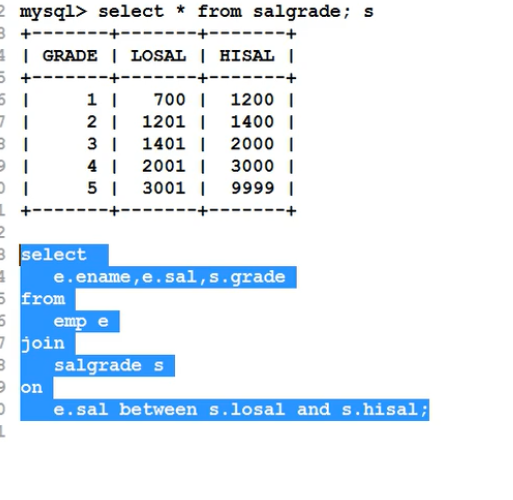 2 mysql> select * from salgrade; s
3 +-------+-------+-------+
4 | GRADE | LOSAL | HISAL |
5 +-------+-------+-------+
6 |     1 |   700 |  1200 |
7 |     2 |  1201 |  1400 |
8 |     3 |  1401 |  2000 |
9 |     4 |  2001 |  3000 |
0 |     5 |  3001 |  9999 |
1 +-------+-------+-------+
2
3 select
4    e.ename,e.sal,s.grade
5 from
6    emp e
7 join
8    salgrade s
9 on
0    e.sal between s.losal and s.hisal;
1